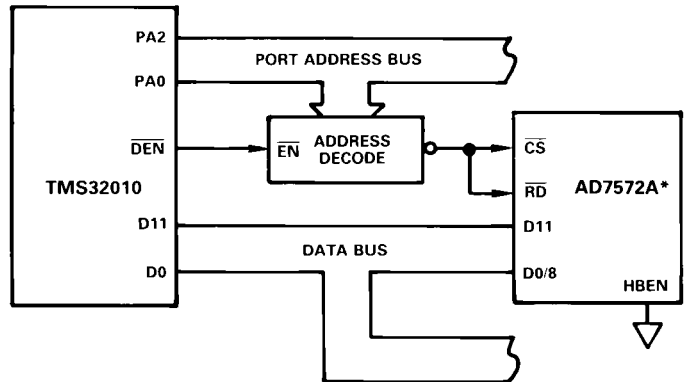 PA2
PORT ADDRESS BUS
PA0
DEN
EN
ADDRESS
DECODE
CS
TMS32010
RD
AD7572A*
D11
D11
DATA BUS
D0
D0/8
HBEN